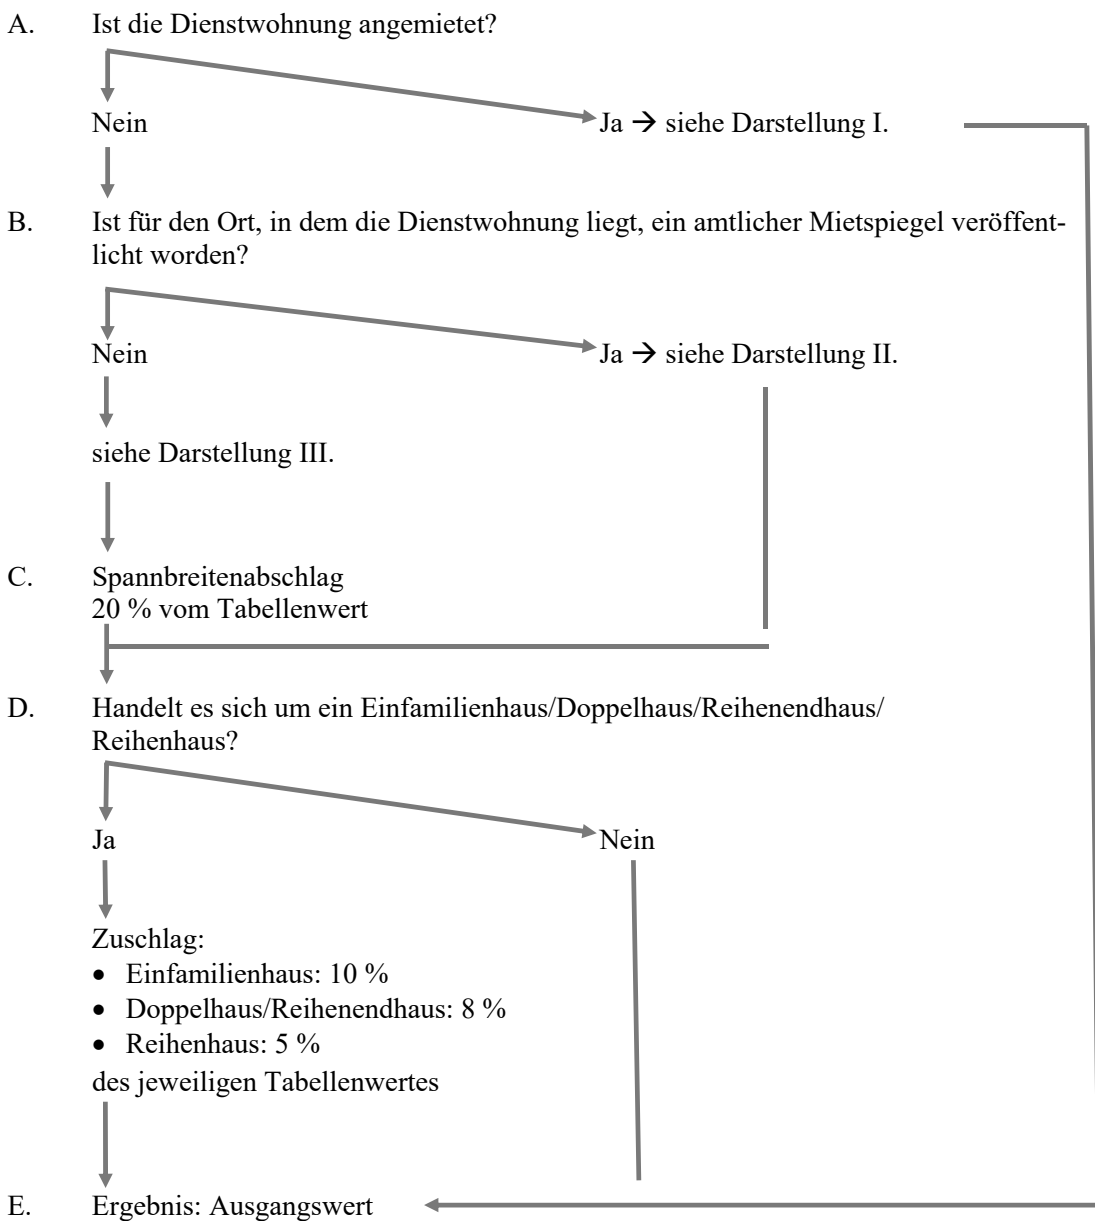 A. Ist die Dienstwohnung angemietet?
Nein Ja → siehe Darstellung I.
B. Ist für den Ort, in dem die Dienstwohnung liegt, ein amtlicher Mietspiegel veröffent-
licht worden?
Nein Ja → siehe Darstellung II.
siehe Darstellung III.
C. Spannbreitenabschlag
20 % vom Tabellenwert
D. Handelt es sich um ein Einfamilienhaus/Doppelhaus/Reihenendhaus/
Reihenhaus?
Ja Nein
Zuschlag:
• Einfamilienhaus: 10 %
• Doppelhaus/Reihenendhaus: 8 %
• Reihenhaus: 5 %
des jeweiligen Tabellenwertes
E. Ergebnis: Ausgangswert